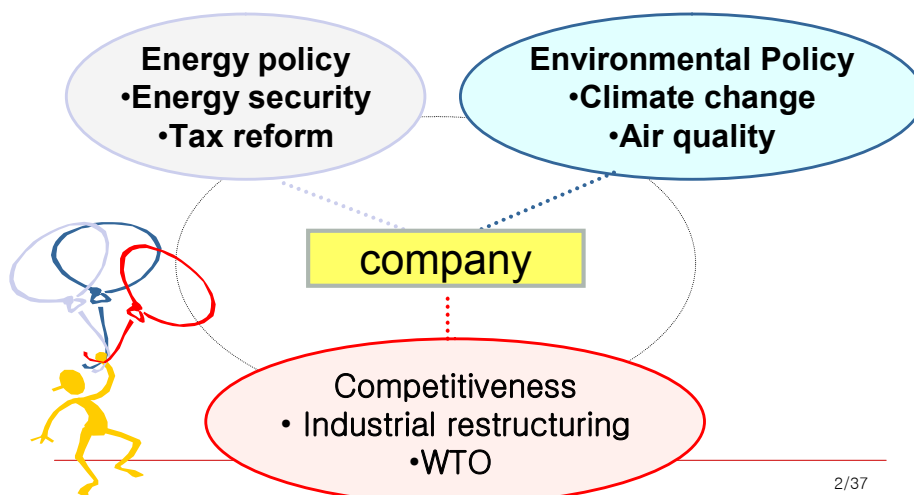 Energy policy
•Energy security
•Tax reform
Environmental Policy
•Climate change
•Air quality
company
Competitiveness
• Industrial restructuring
•WTO
2/37